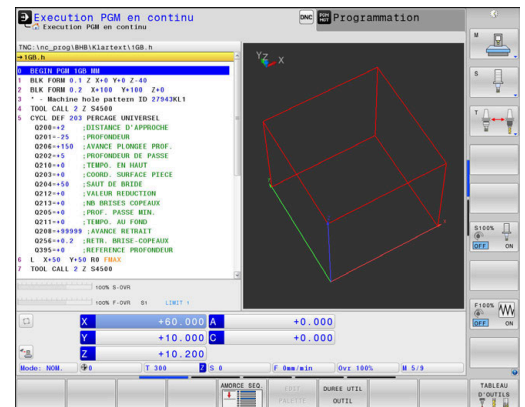 Execution PGM en continu
Execution PGM en continu
DNC
PGM MGT
Programmation
TNC:\nc_prog\BHB\Klartext\1GB.h
→1GB.h
0 BEGIN PGM 1GB MM
1 BLK FORM 0.1 Z X+0 Y+0 Z-40
2 BLK FORM 0.2 X+100 Y+100 Z+0
3 * - Machine hole pattern ID 27943KL1
4 TOOL CALL 2 Z S4500
5 CYCL DEF 203 PERCAGE UNIVERSEL
Q200=+2 ;DISTANCE D'APPROCHE
Q201=-25 ;PROFONDEUR
Q206=+150 ;AVANCE PLONGEE PROF.
Q202=+5 ;PROFONDEUR DE PASSE
Q210=+0 ;TEMPO. EN HAUT
Q203=+0 ;COORD. SURFACE PIECE
Q204=+50 ;SAUT DE BRIDE
Q212=+0 ;VALEUR REDUCTION
Q213=+0 ;NB BRISES COPEAUX
Q205=+0 ;PROF. PASSE MIN.
Q211=+0 ;TEMPO. AU FOND
Q208=+99999 ;AVANCE RETRAIT
Q256=+0.2 ;RETR. BRISE-COPEAUX
Q395=+0 ;REFERENCE PROFONDEUR
6 L X+50 Y+50 R0 FMAX
7 TOOL CALL 2 Z S4500
Y Z X
M
S
T
S100%
OFF ON
F100%
OFF ON
100% S-OVR
100% F-OVR S1 LIMIT 1
X +60.000 A +0.000
Y +10.000 C +0.000
Z +10.200
Mode: NOM. 0 T 300 Z S 0 F 0mm/min Ovr 100% M 5/9
AMORCE SEQ.
EDIT PALETTE
DUREE UTIL OUTIL
TABLEAU D'OUTILS